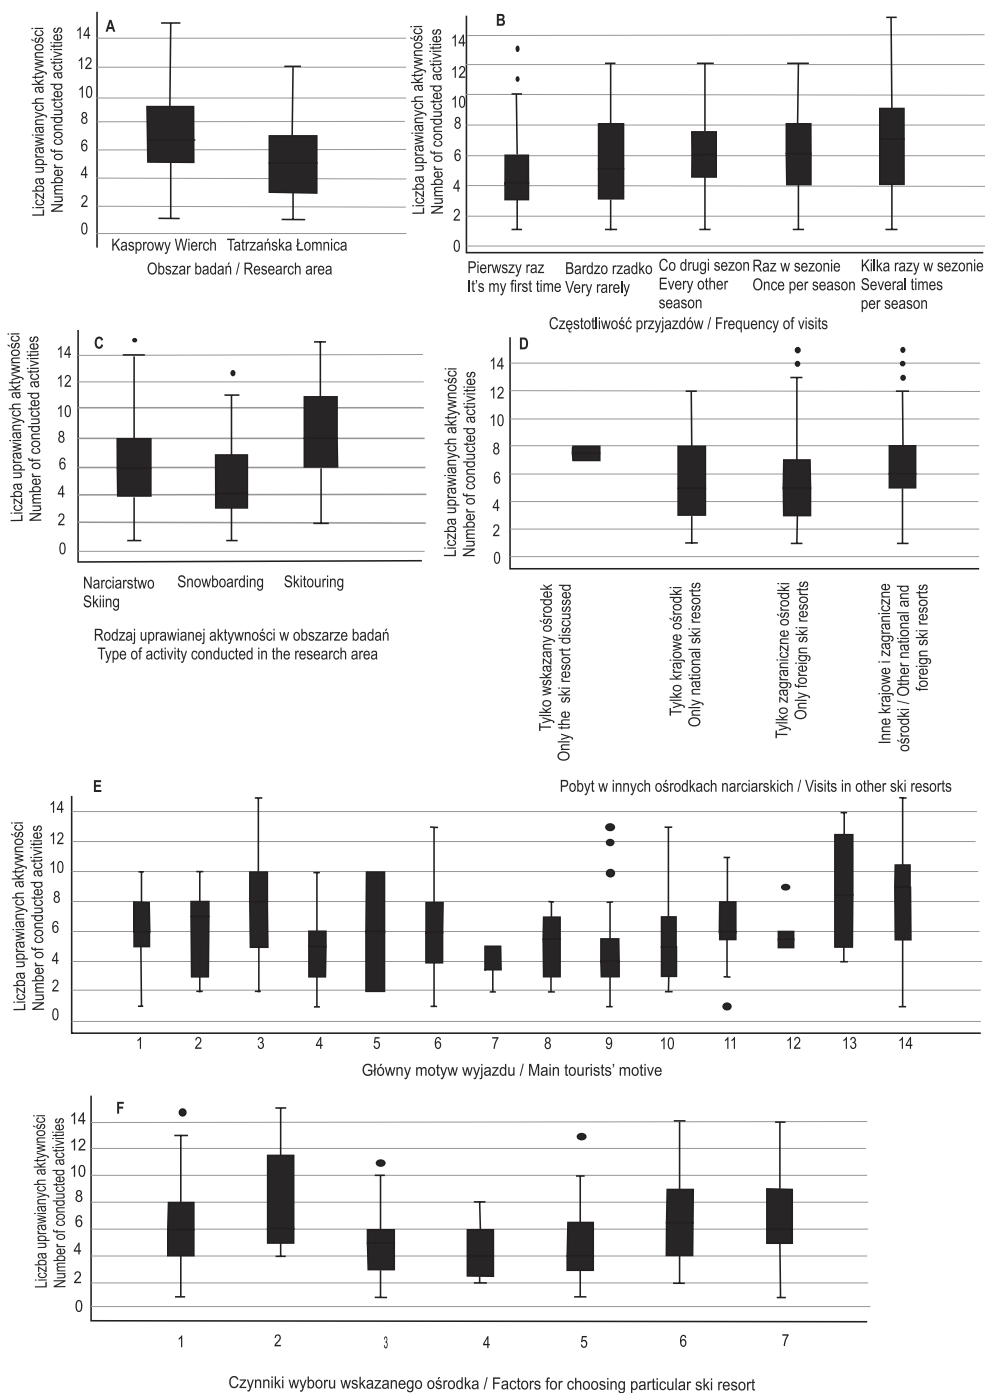 A
Liczba uprawianych aktywności
Number of conducted activities
14
12
10
8
6
4
2
0
Kasprowy Wierch
Tatrzańska Łomnica
Obszar badań / Research area
B
Liczba uprawianych aktywności
Number of conducted activities
14
12
10
8
6
4
2
0
Pierwszy raz
It's my first time
Bardzo rzadko
Very rarely
Co drugi sezon
Every other
season
Raz w sezonie
Once per season
Kilka razy w sezonie
Several times
per season
Częstotliwość przyjazdów / Frequency of visits
C
Liczba uprawianych aktywności
Number of conducted activities
14
12
10
8
6
4
2
0
Narciarstwo
Skiing
Snowboarding
Skitouring
Rodzaj uprawianej aktywności w obszarze badań
Type of activity conducted in the research area
D
Liczba uprawianych aktywności
Number of conducted activities
14
12
10
8
6
4
2
0
Tylko wskazany ośrodek
Only the ski resort discussed
Tylko krajowe ośrodki
Only national ski resorts
Tylko zagraniczne ośrodki
Only foreign ski resorts
Inne krajowe i zagraniczne
ośrodki / Other national and
foreign ski resorts
Pobyt w innych ośrodkach narciarskich / Visits in other ski resorts
E
Liczba uprawianych aktywności
Number of conducted activities
14
12
10
8
6
4
2
0
1 2 3 4 5 6 7 8 9 10 11 12 13 14
Główny motyw wyjazdu / Main tourists' motive
F
Liczba uprawianych aktywności
Number of conducted activities
14
12
10
8
6
4
2
0
1 2 3 4 5 6 7
Czynniki wyboru wskazanego ośrodka / Factors for choosing particular ski resort